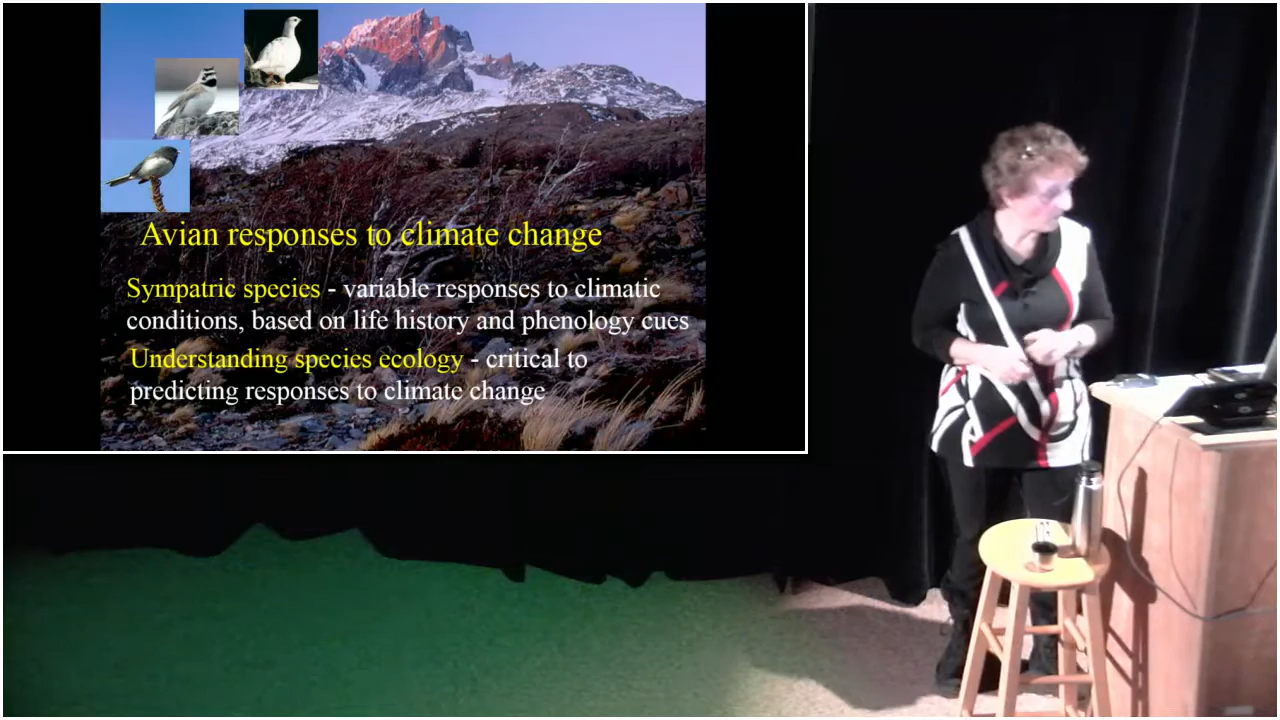 Avian responses to climate change
Sympatric species - variable responses to climatic
conditions, based on life history and phenology cues
Understanding species ecology - critical to
predicting responses to climate change